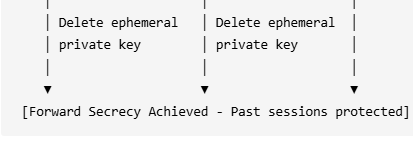 Delete ephemeral Delete ephemeral
private key private key
[Forward Secrecy Achieved - Past sessions protected]